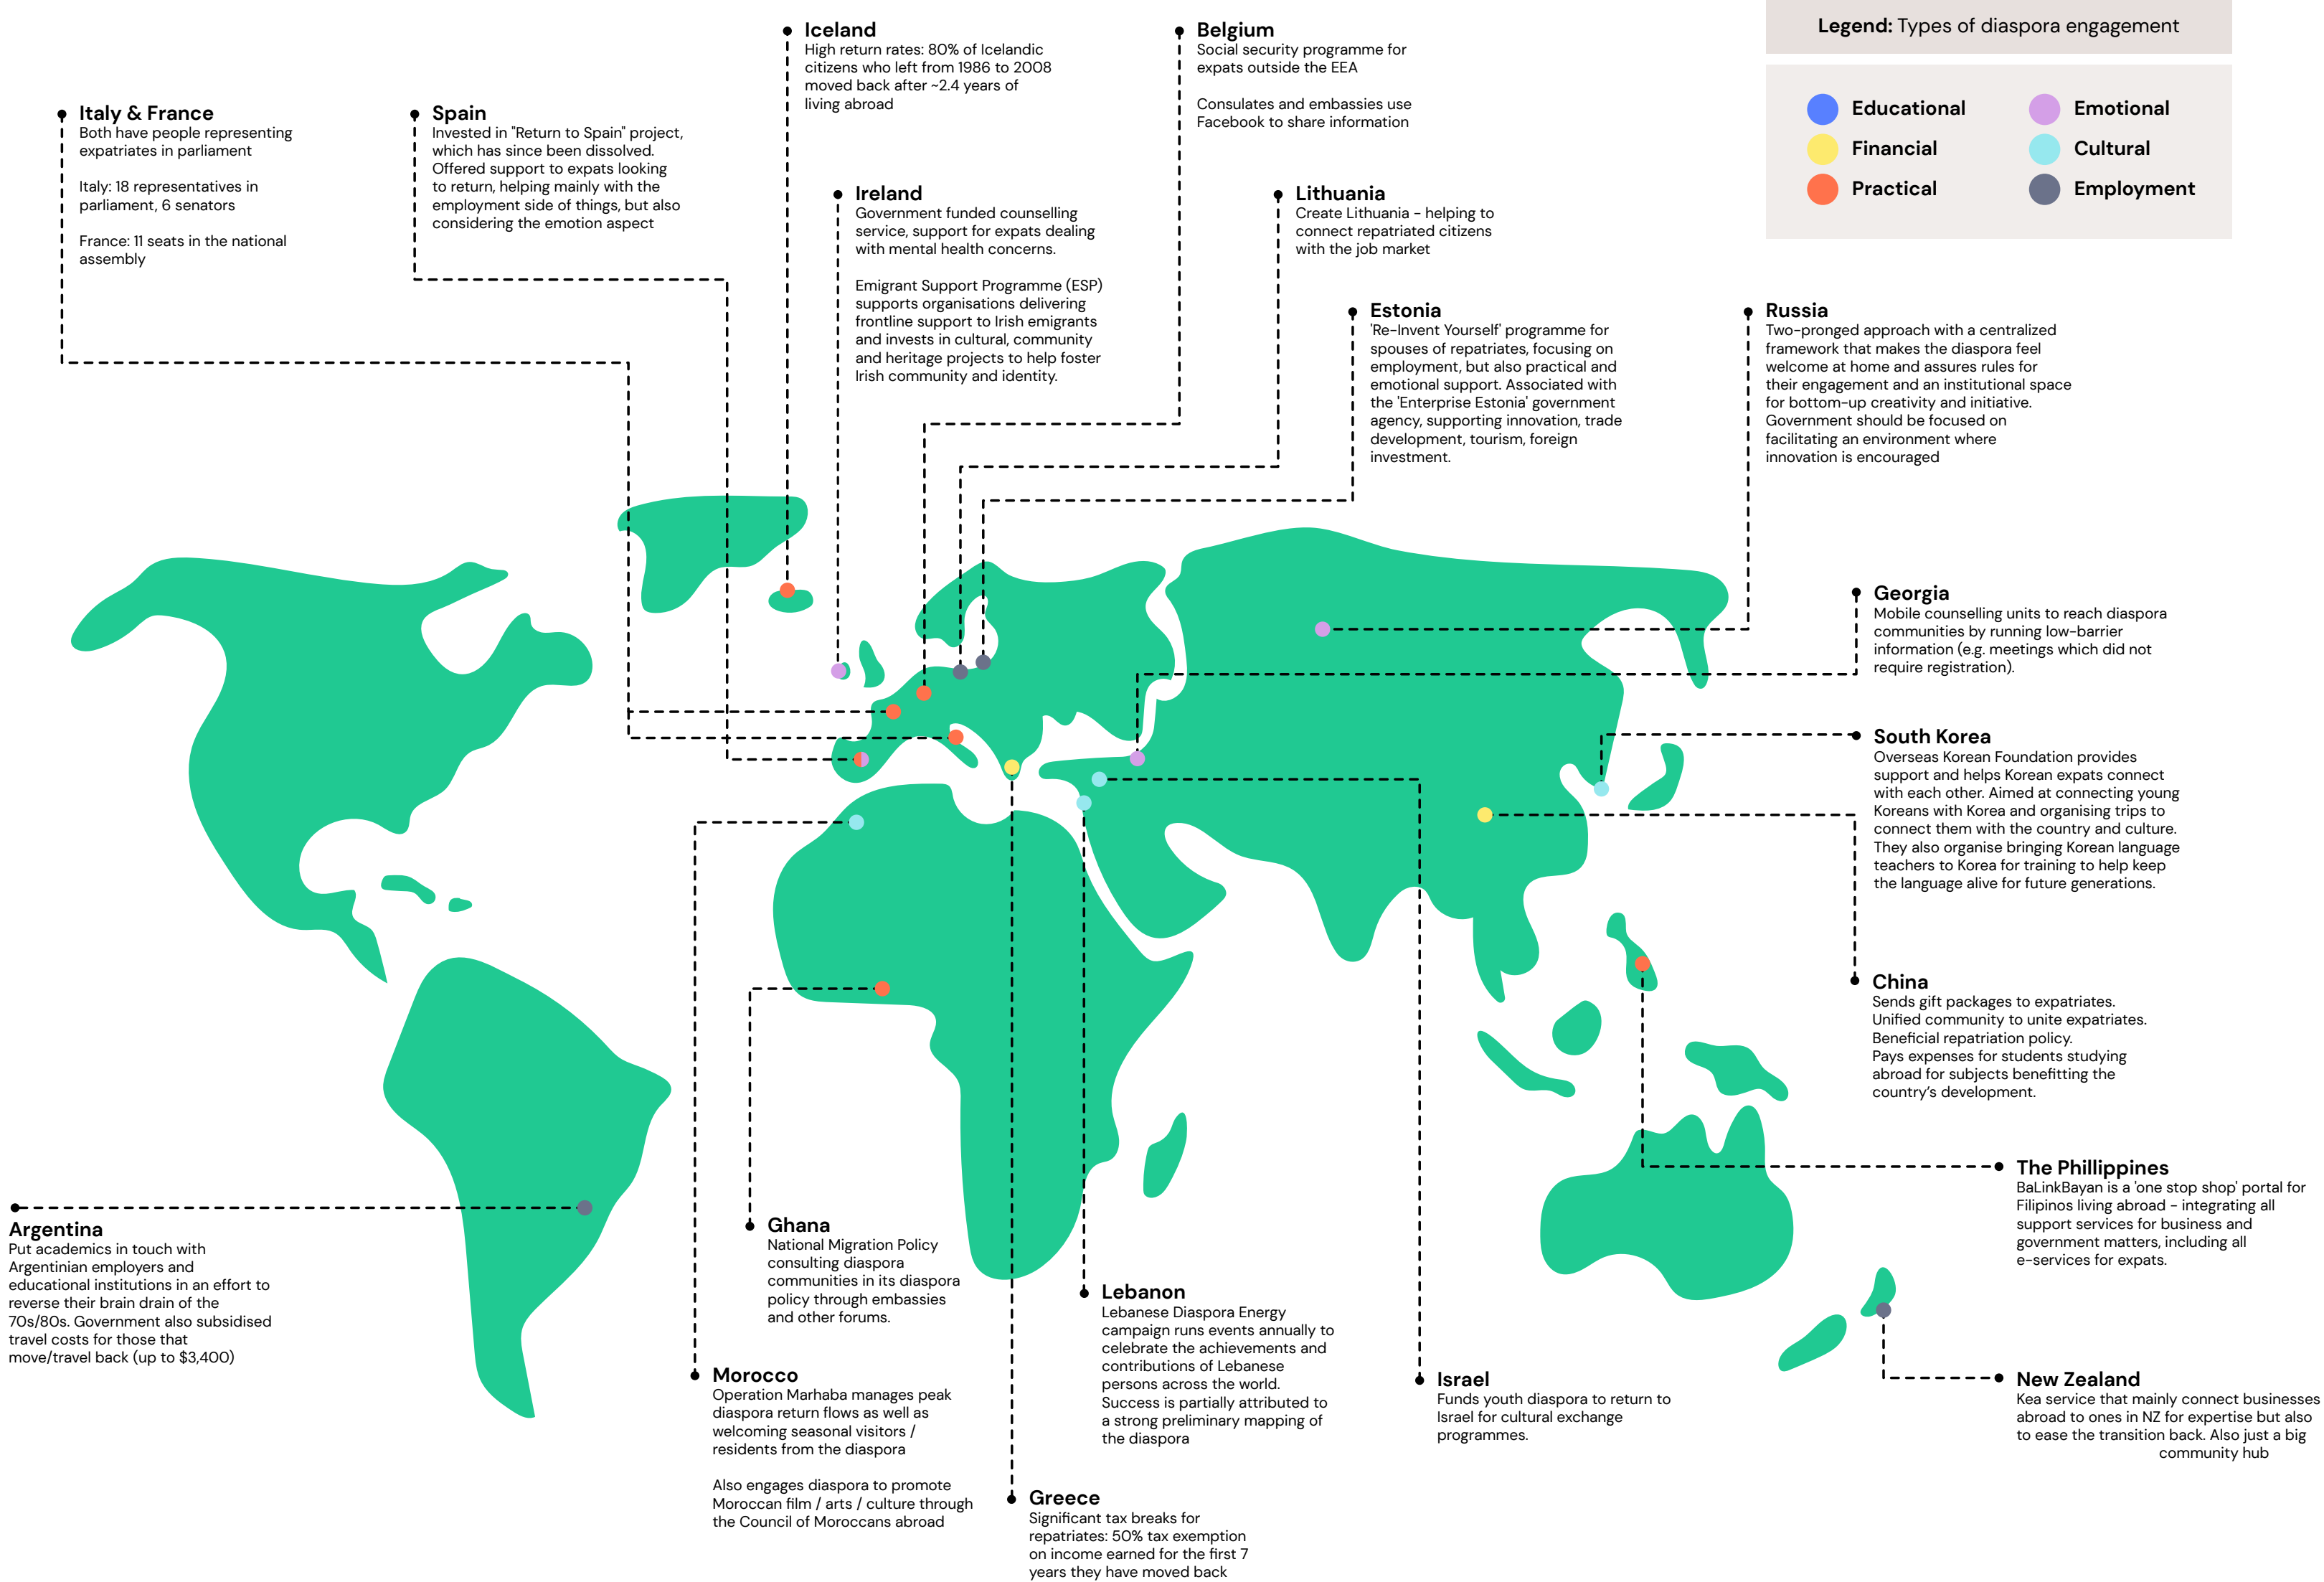 Legend: Types of diaspora engagement
Educational
Emotional
Financial
Cultural
Practical
Employment
Iceland
High return rates: 80% of Icelandic
citizens who left from 1986 to 2008
moved back after ~2.4 years of
living abroad
Belgium
Social security programme for
expats outside the EEA
Consulates and embassies use
Facebook to share information
Italy & France
Both have people representing
expatriates in parliament
Italy: 18 representatives in
parliament, 6 senators
France: 11 seats in the national
assembly
Spain
Invested in "Return to Spain" project,
which has since been dissolved.
Offered support to expats looking
to return, helping mainly with the
employment side of things, but also
considering the emotion aspect
Ireland
Government funded counselling
service, support for expats dealing
with mental health concerns.
Emigrant Support Programme (ESP)
supports organisations delivering
frontline support to Irish emigrants
and invests in cultural, community
and heritage projects to help foster
Irish community and identity.
Lithuania
Create Lithuania - helping to
connect repatriated citizens
with the job market
Estonia
'Re-Invent Yourself' programme for
spouses of repatriates, focusing on
employment, but also practical and
emotional support. Associated with
the 'Enterprise Estonia' government
agency, supporting innovation, trade
development, tourism, foreign
investment.
Russia
Two-pronged approach with a centralized
framework that makes the diaspora feel
welcome at home and assures rules for
their engagement and an institutional space
for bottom-up creativity and initiative.
Government should be focused on
facilitating an environment where
innovation is encouraged
Georgia
Mobile counselling units to reach diaspora
communities by running low-barrier
information (e.g. meetings which did not
require registration).
South Korea
Overseas Korean Foundation provides
support and helps Korean expats connect
with each other. Aimed at connecting young
Koreans with Korea and organising trips to
connect them with the country and culture.
They also organise bringing Korean language
teachers to Korea for training to help keep
the language alive for future generations.
China
Sends gift packages to expatriates.
Unified community to unite expatriates.
Beneficial repatriation policy.
Pays expenses for students studying
abroad for subjects benefitting the
country's development.
The Phillippines
BaLinkBayan is a 'one stop shop' portal for
Filipinos living abroad - integrating all
support services for business and
government matters, including all
e-services for expats.
Argentina
Put academics in touch with
Argentinian employers and
educational institutions in an effort to
reverse their brain drain of the
70s/80s. Government also subsidised
travel costs for those that
move/travel back (up to $3,400)
Ghana
National Migration Policy
consulting diaspora
communities in its diaspora
policy through embassies
and other forums.
Lebanon
Lebanese Diaspora Energy
campaign runs events annually to
celebrate the achievements and
contributions of Lebanese
persons across the world.
Success is partially attributed to
a strong preliminary mapping of
the diaspora
Morocco
Operation Marhaba manages peak
diaspora return flows as well as
welcoming seasonal visitors /
residents from the diaspora
Also engages diaspora to promote
Moroccan film / arts / culture through
the Council of Moroccans abroad
Israel
Funds youth diaspora to return to
Israel for cultural exchange
programmes.
New Zealand
Kea service that mainly connect businesses
abroad to ones in NZ for expertise but also
to ease the transition back. Also just a big
community hub
Greece
Significant tax breaks for
repatriates: 50% tax exemption
on income earned for the first 7
years they have moved back